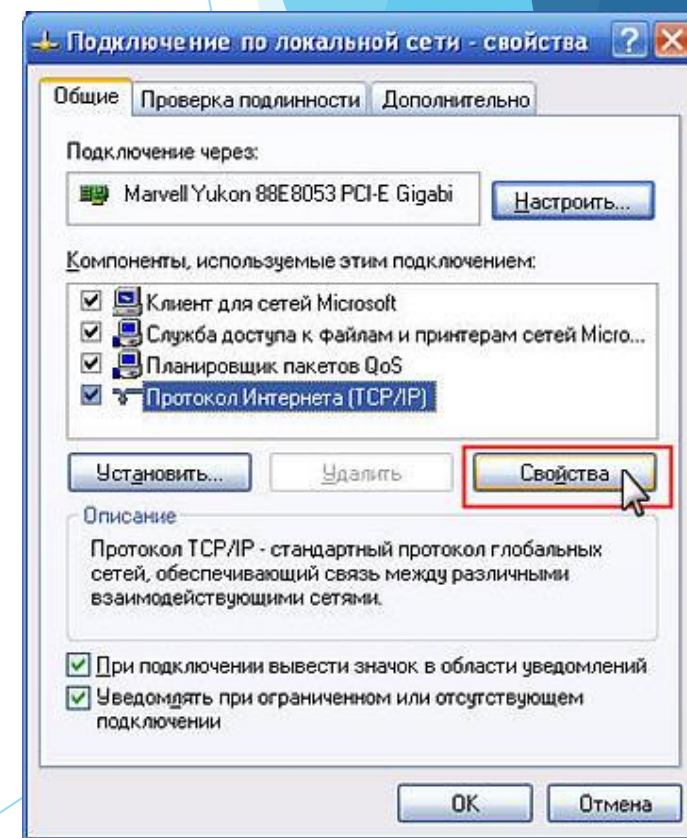 Подключение по локальной сети - свойства
Общие Проверка подлинности Дополнительно
Подключение через:
Marvell Yukon 88E8053 PCI-E Gigabi Настроить...
Компоненты, используемые этим подключением:
Клиент для сетей Microsoft
Служба доступа к файлам и принтерам сетей Micro...
Планировщик пакетов QoS
Протокол Интернета (TCP/IP)
Установить... Удалить Свойства
Описание
Протокол TCP/IP - стандартный протокол глобальных
сетей, обеспечивающий связь между различными
взаимодействующими сетями.
При подключении вывести значок в области уведомлений
Уведомлять при ограниченном или отсутствующем
подключении
OK Отмена